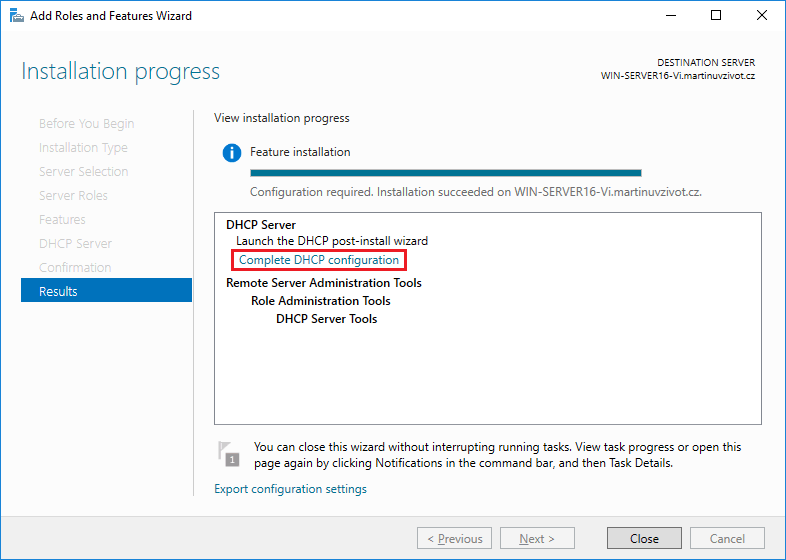 Add Roles and Features Wizard
Installation progress
DESTINATION SERVER
WIN-SERVER16-Vi.martinuvzivot.cz
Before You Begin
Installation Type
Server Selection
Server Roles
Features
DHCP Server
Confirmation
Results
View installation progress
Feature installation
Configuration required. Installation succeeded on WIN-SERVER16-Vi.martinuvzivot.cz.
DHCP Server
Launch the DHCP post-install wizard
Complete DHCP configuration
Remote Server Administration Tools
Role Administration Tools
DHCP Server Tools
1
You can close this wizard without interrupting running tasks. View task progress or open this
page again by clicking Notifications in the command bar, and then Task Details.
Export configuration settings
< Previous
Next >
Close
Cancel